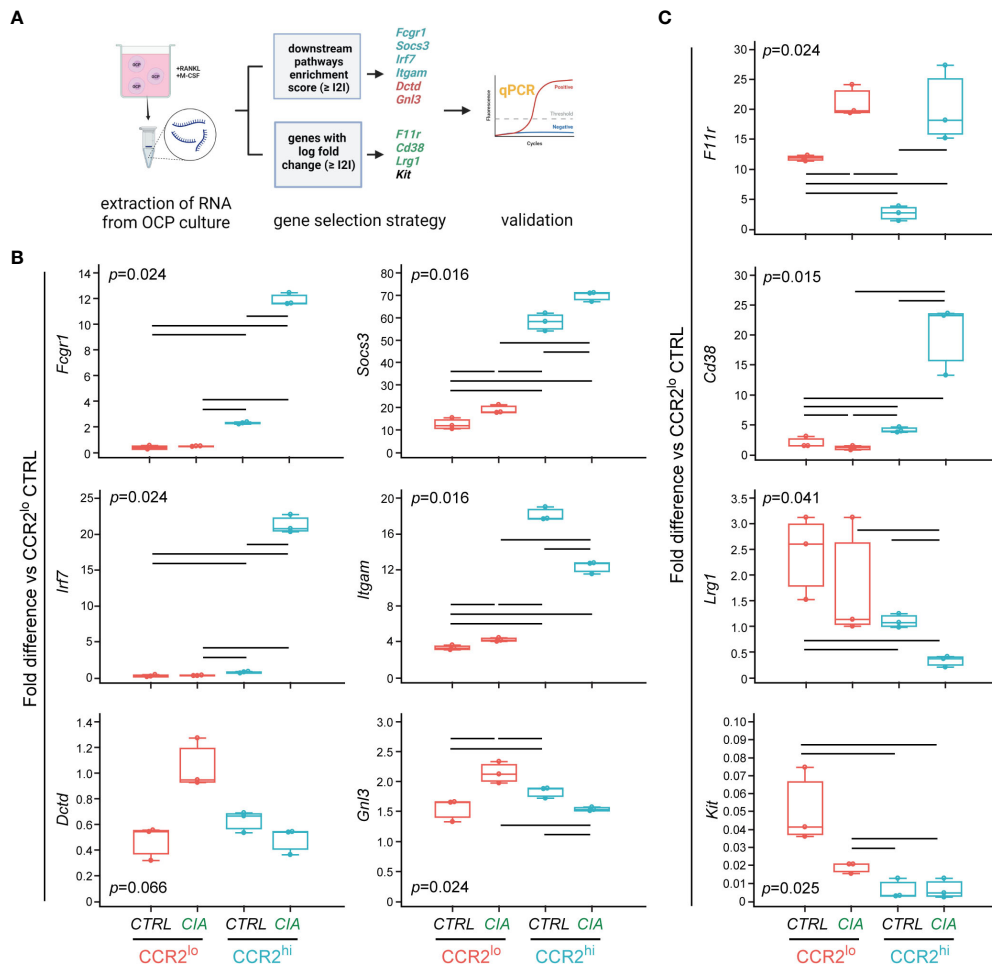 A
OCP
OCP
OCP
+RANKL
+M-CSF
extraction of RNA
from OCP culture
downstream
pathways
enrichment
score (≥ I2I)
genes with
log fold
change (≥ I2I)
gene selection strategy
Fcgr1
Socs3
Irf7
Itgam
Dctd
Gnl3
F11r
Cd38
Lrg1
Kit
qPCR
Positive
Threshold
Negative
Fluorescence
Cycles
validation
B
Fold difference vs CCR2lo CTRL
p=0.024
Fcgr1
14
12
10
8
6
4
2
0
p=0.016
Socs3
90
80
70
60
50
40
30
20
10
0
p=0.024
Irf7
25
20
15
10
5
0
p=0.016
Itgam
20
16
12
8
4
0
p=0.066
Dctd
1.4
1.2
1.0
0.8
0.6
0.4
0.2
0.0
p=0.024
Gnl3
3.0
2.5
2.0
1.5
1.0
0.5
0.0
CTRL CIA CTRL CIA
CCR2lo CCR2hi
CTRL CIA CTRL CIA
CCR2lo CCR2hi
C
Fold difference vs CCR2lo CTRL
p=0.024
F11r
30
25
20
15
10
5
0
p=0.015
Cd38
30
25
20
15
10
5
0
p=0.041
Lrg1
3.5
3.0
2.5
2.0
1.5
1.0
0.5
0
p=0.025
Kit
0.10
0.09
0.08
0.07
0.06
0.05
0.04
0.03
0.02
0.01
0
CTRL CIA CTRL CIA
CCR2lo CCR2hi